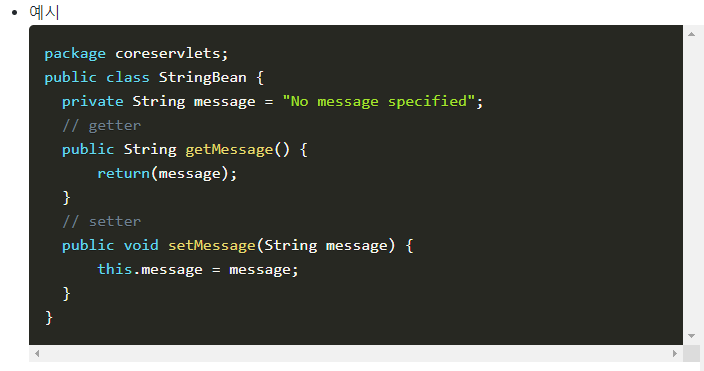 예시
package coreservlets;
public class StringBean {
  private String message = "No message specified";
  // getter
  public String getMessage() {
      return(message);
  }
  // setter
  public void setMessage(String message) {
      this.message = message;
  }
}